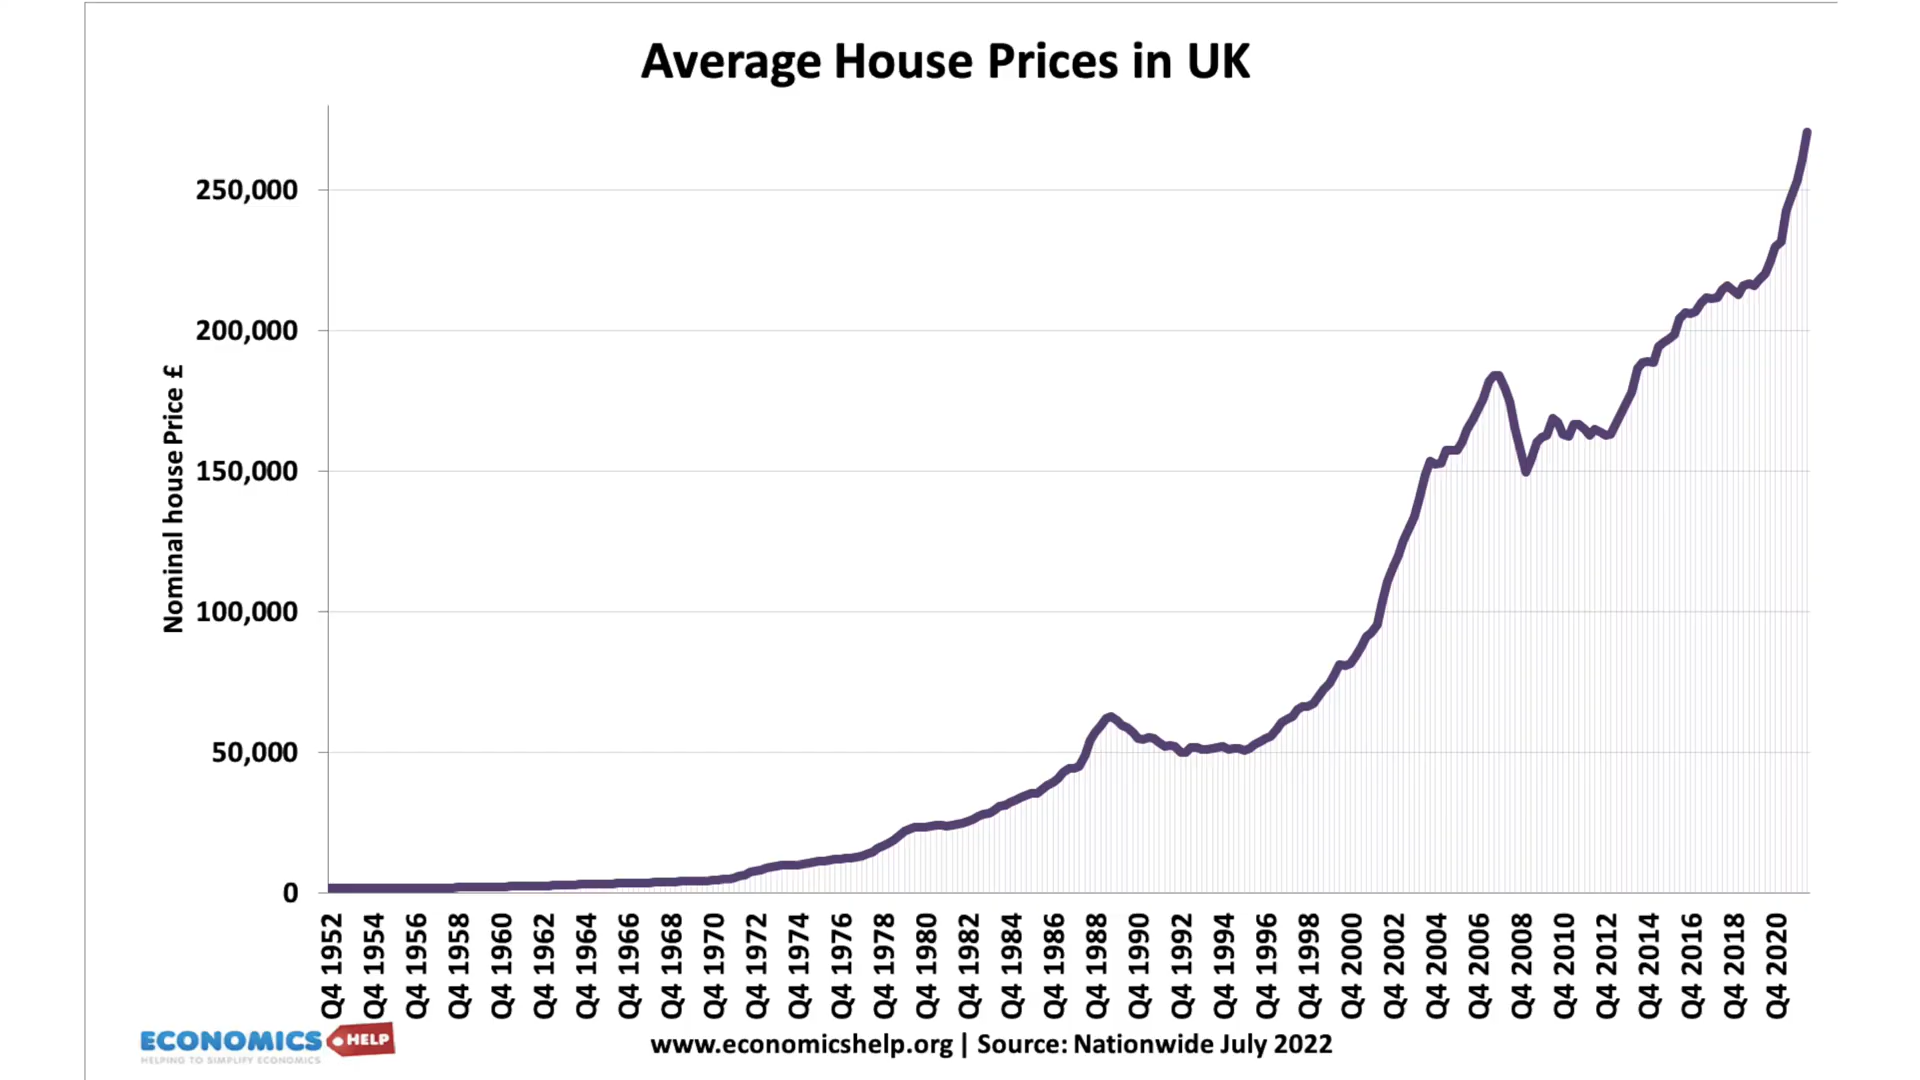 Average House Prices in UK
Nominal house Price £
250,000
200,000
150,000
100,000
50,000
0
Q4 1952
Q4 1954
Q4 1956
Q4 1958
Q4 1960
Q4 1962
Q4 1964
Q4 1966
Q4 1968
Q4 1970
Q4 1972
Q4 1974
Q4 1976
Q4 1978
Q4 1980
Q4 1982
Q4 1984
Q4 1986
Q4 1988
Q4 1990
Q4 1992
Q4 1994
Q4 1996
Q4 1998
Q4 2000
Q4 2002
Q4 2004
Q4 2006
Q4 2008
Q4 2010
Q4 2012
Q4 2014
Q4 2016
Q4 2018
Q4 2020
ECONOMICS HELP
HELPING TO SIMPLIFY ECONOMICS
www.economicshelp.org | Source: Nationwide July 2022